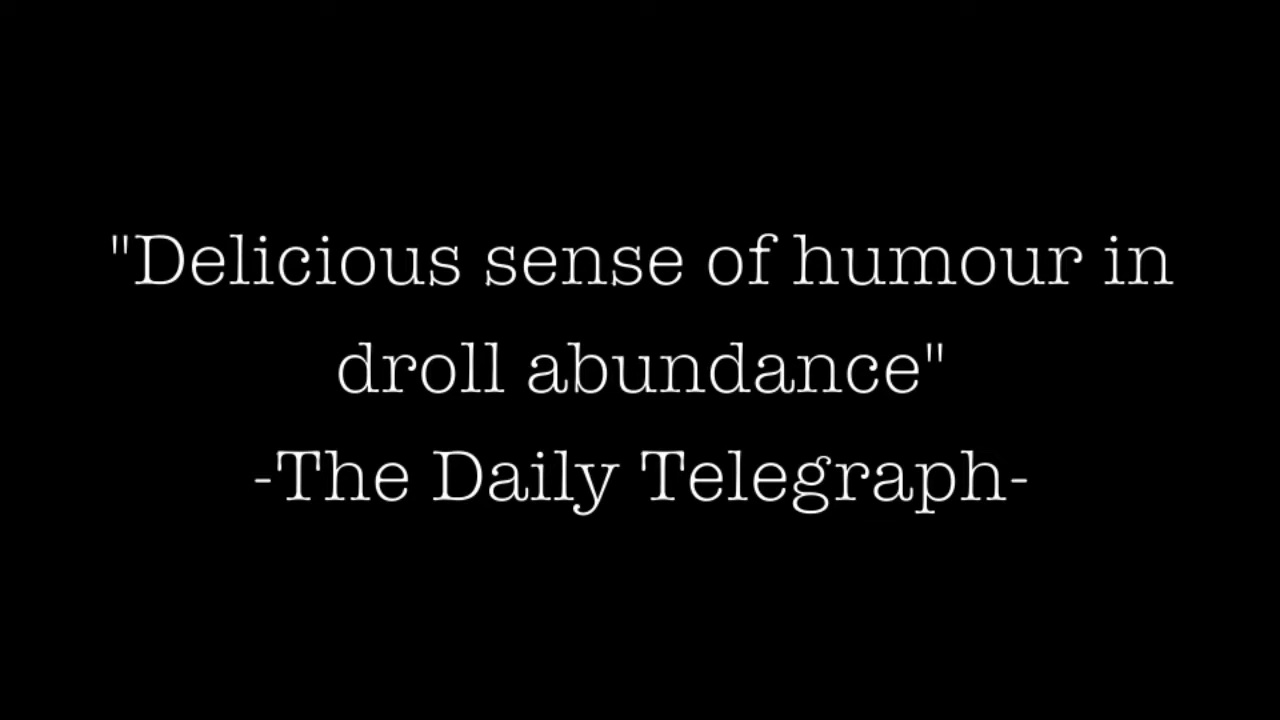 "Delicious sense of humour in
droll abundance"
-The Daily Telegraph-